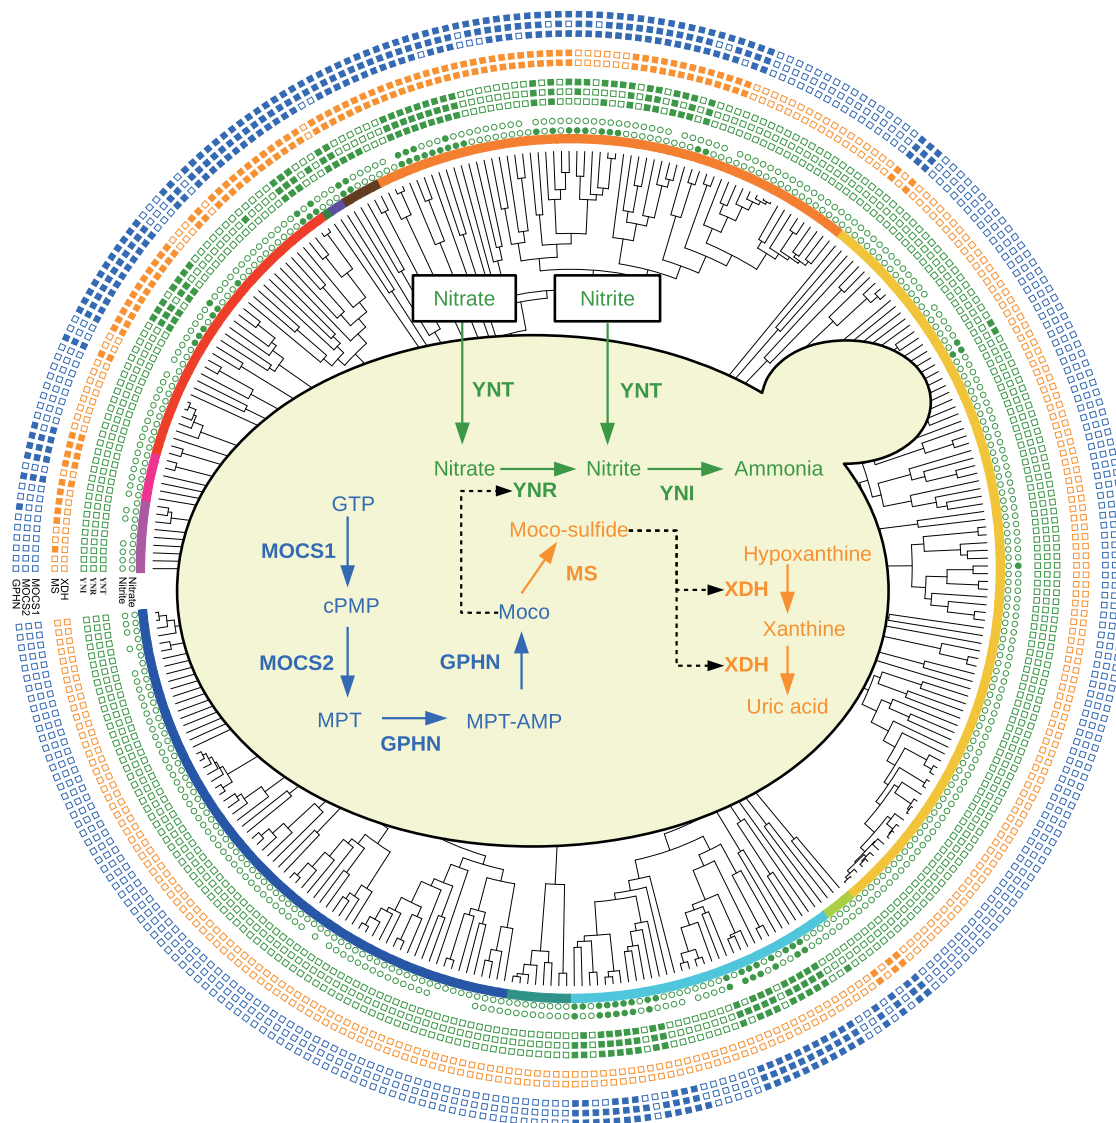 Nitrate
Nitrite
YNT
YNT
Nitrate
Nitrite
Ammonia
YNR
YNI
GTP
Moco-sulfide
MOCS1
Hypoxanthine
MS
XDH
cPMP
Moco
Xanthine
MOCS2
GPHN
XDH
Uric acid
MPT
MPT-AMP
GPHN
GPHN
MOCS2
MOCS1
MS
XDH
YNI
YNR
YNT
Nitrite
Nitrate